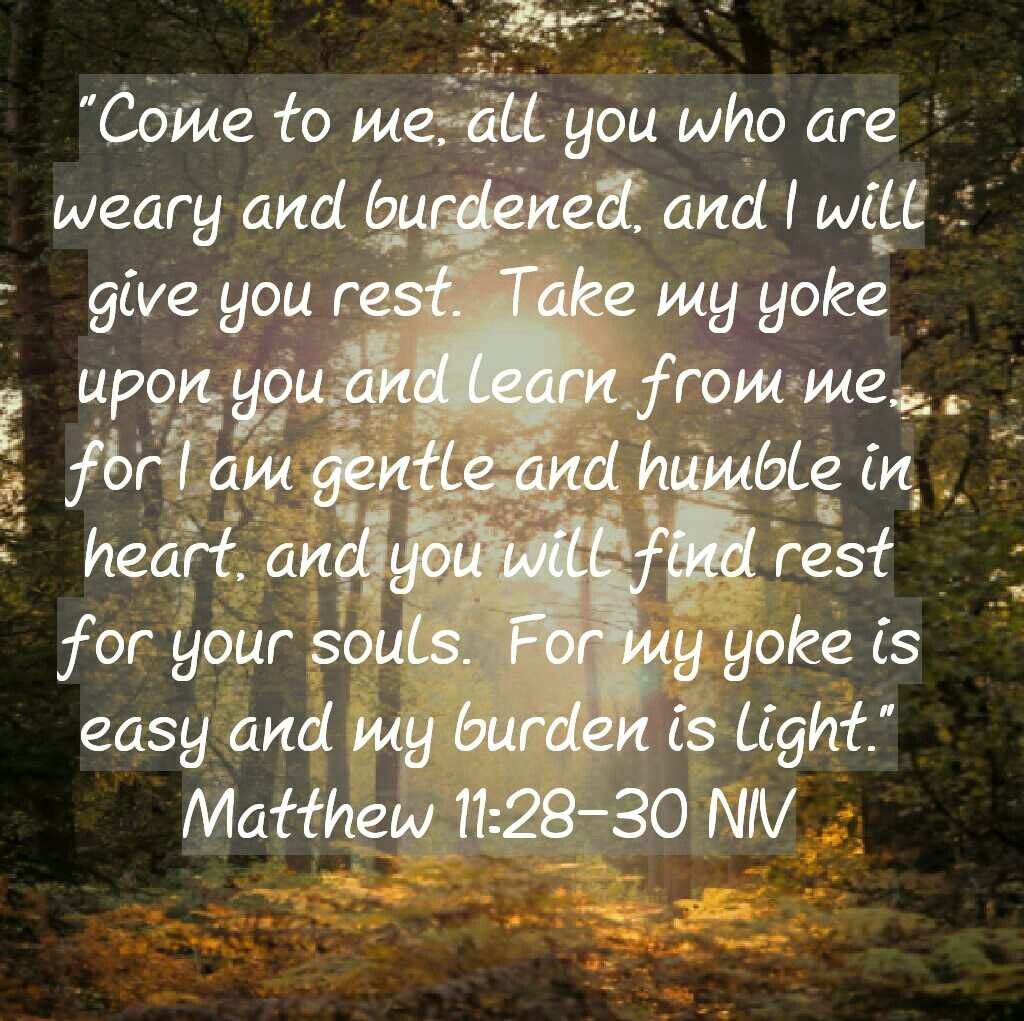 "Come to me, all you who are
weary and burdened, and I will
give you rest.  Take my yoke
upon you and learn from me,
for I am gentle and humble in
heart, and you will find rest
for your souls.  For my yoke is
easy and my burden is light."
Matthew 11:28-30 NIV